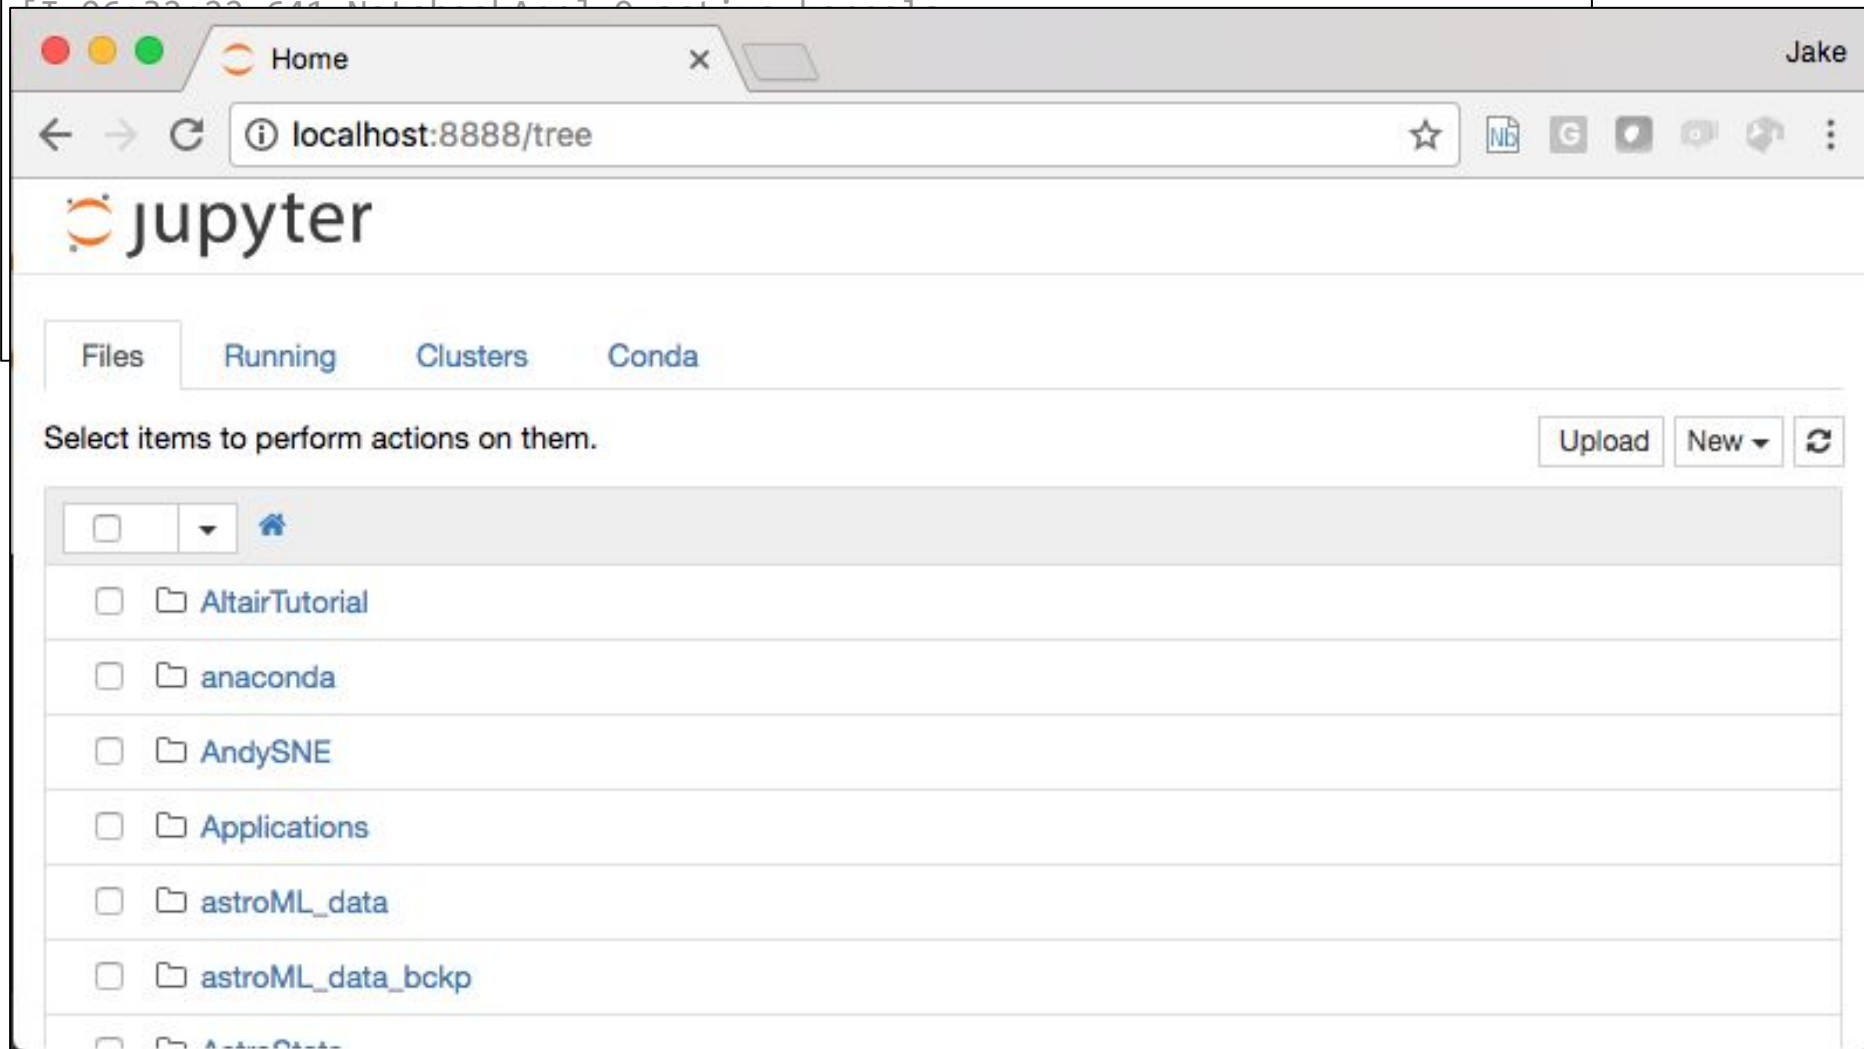 Home
Jake
localhost:8888/tree
Nb
G
jupyter
Files Running Clusters Conda
Select items to perform actions on them.
Upload New
AltairTutorial
anaconda
AndySNE
Applications
astroML_data
astroML_data_bckp